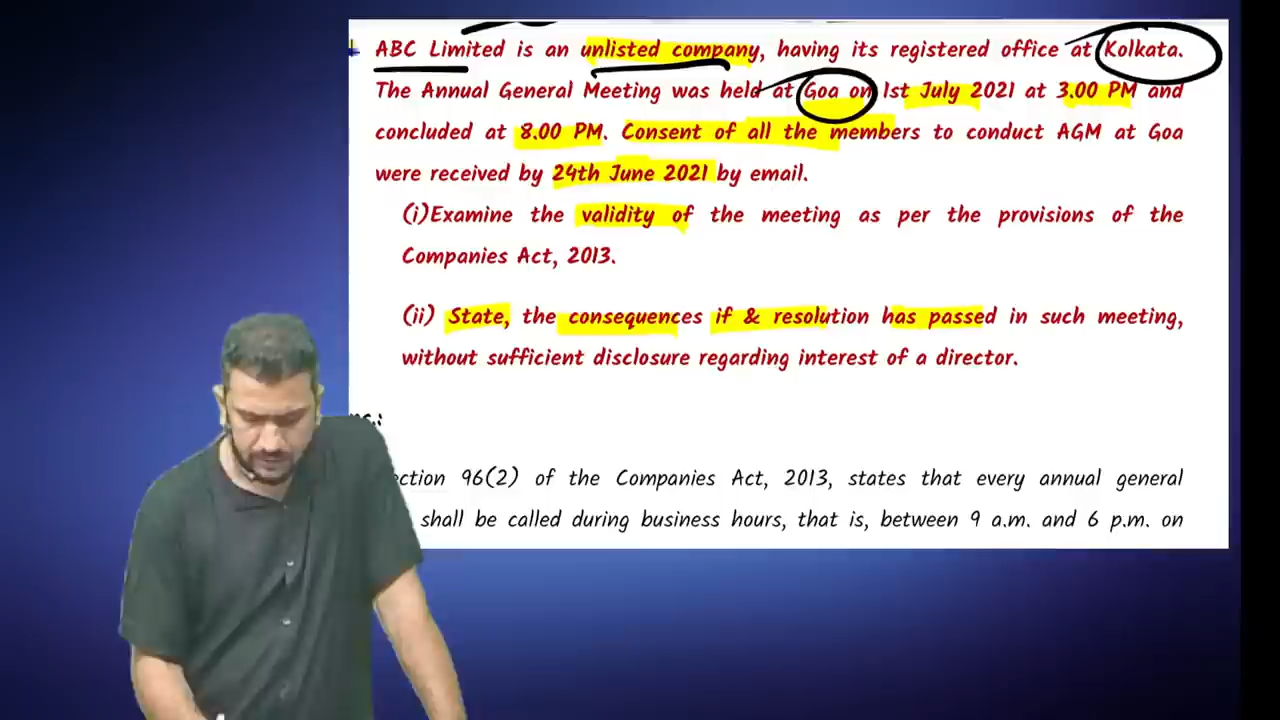 ABC Limited is an unlisted company, having its registered office at Kolkata.
The Annual General Meeting was held at Goa on 1st July 2021 at 3.00 PM and
concluded at 8.00 PM. Consent of all the members to conduct AGM at Goa
were received by 24th June 2021 by email.
(i)Examine the validity of the meeting as per the provisions of the
Companies Act, 2013.
(ii) State, the consequences if & resolution has passed in such meeting,
without sufficient disclosure regarding interest of a director.
ection 96(2) of the Companies Act, 2013, states that every annual general
shall be called during business hours, that is, between 9 a.m. and 6 p.m. on